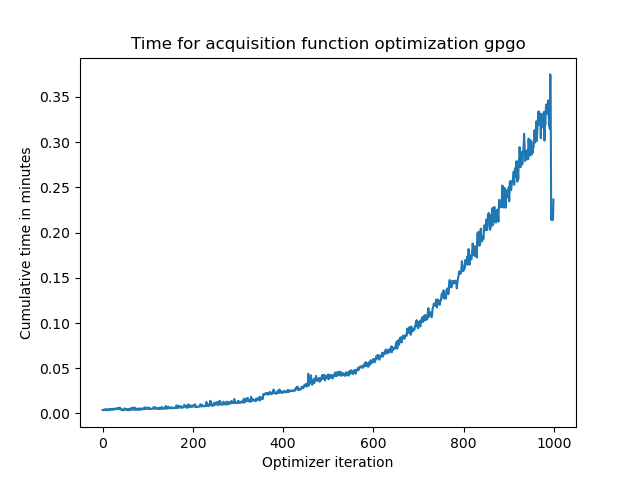 Time for acquisition function optimization gpgo
Cumulative time in minutes
0.35
0.30
0.25
0.20
0.15
0.10
0.05
0.00
0 200 400 600 800 1000
Optimizer iteration